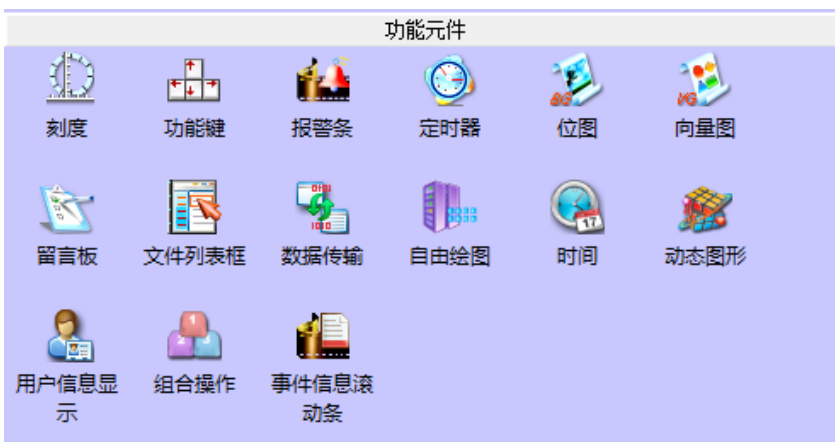 功能元件
刻度 功能键 报警条 定时器 位图 向量图
留言板 文件列表框 数据传输 自由绘图 时间 动态图形
用户信息显 组合操作 事件信息滚
示 动条